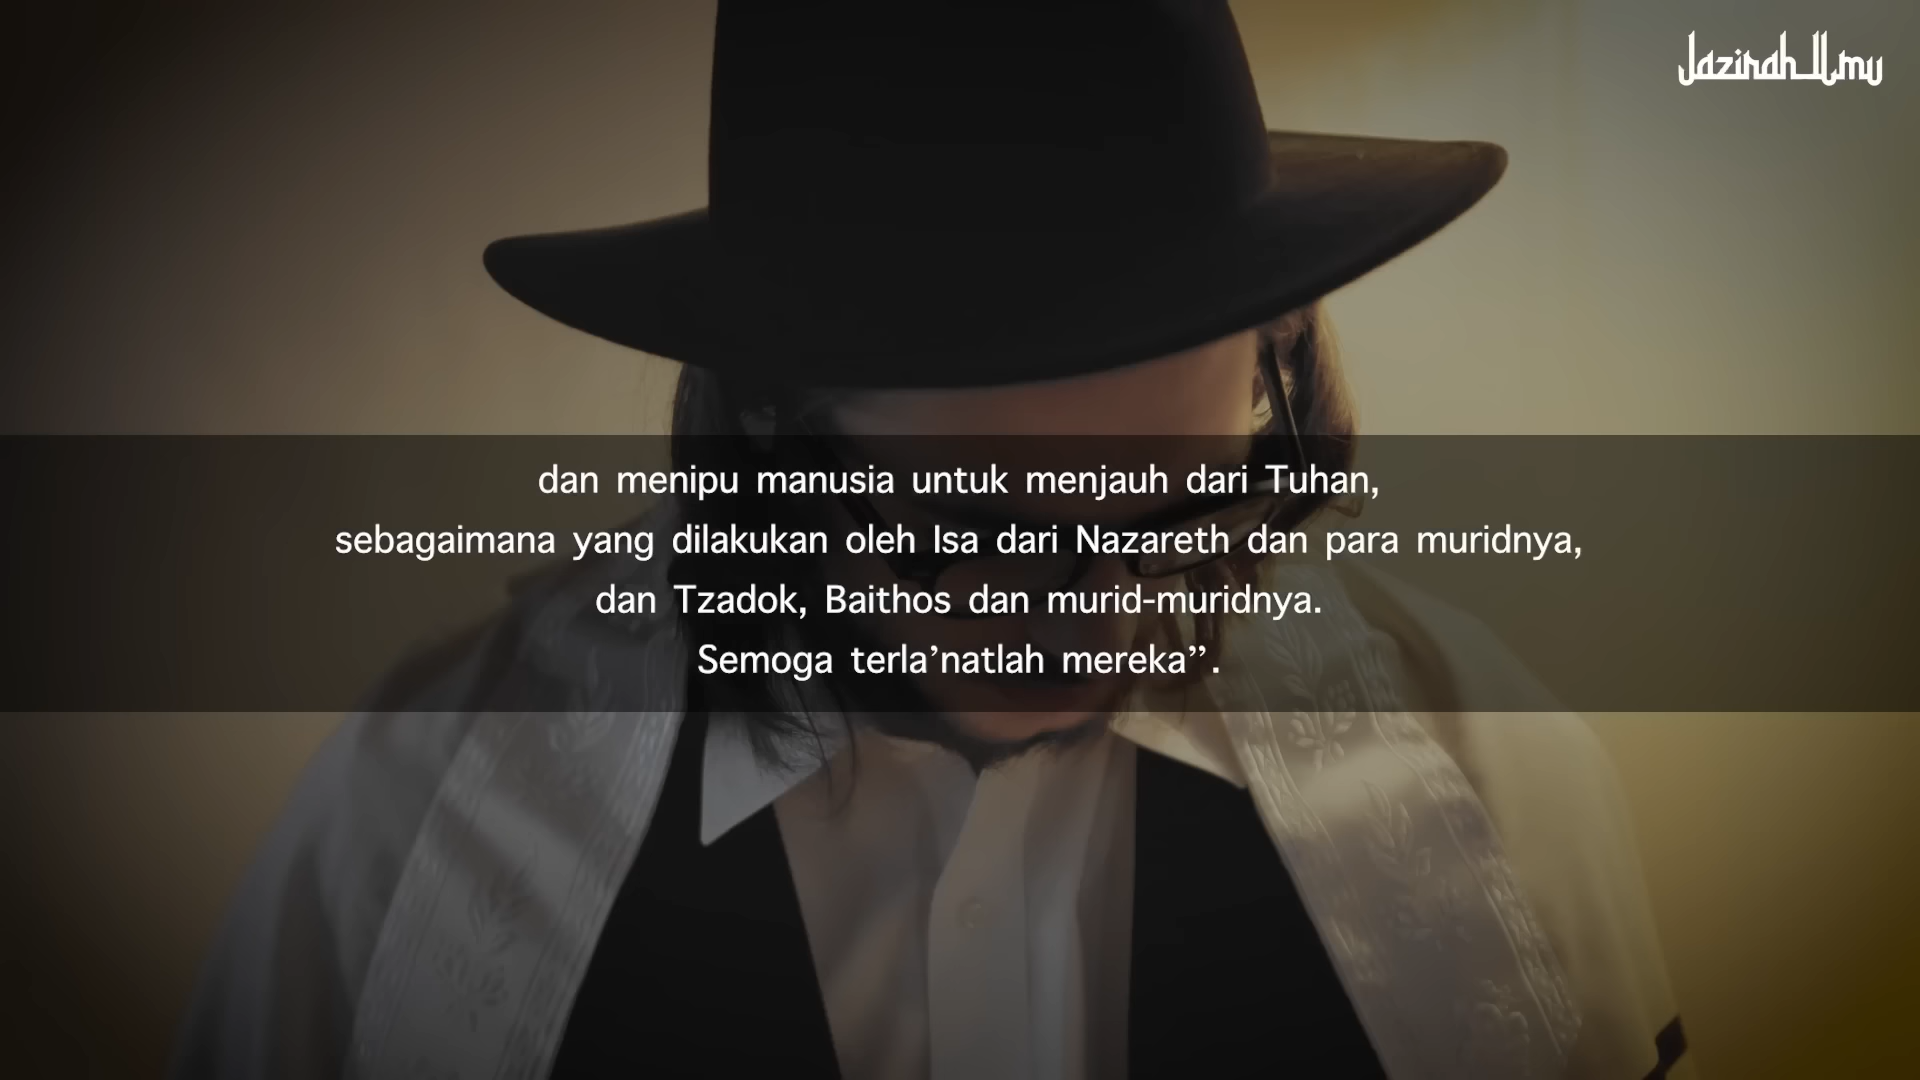 Jazirah Ilmu
dan menipu manusia untuk menjauh dari Tuhan,
sebagaimana yang dilakukan oleh Isa dari Nazareth dan para muridnya,
dan Tzadok, Baithos dan murid-muridnya.
Semoga terla’natlah mereka”.